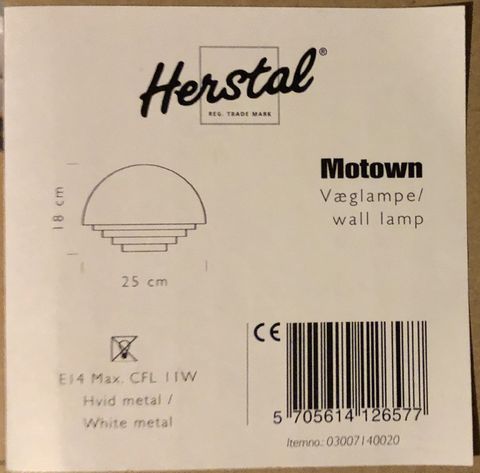 Herstal®
REG. TRADE MARK
Motown
Væglampe/
wall lamp
18 cm
25 cm
E14 Max. CFL 11W
Hvid metal /
White metal
CE
5 705614 126577
Itemno.: 03007140020